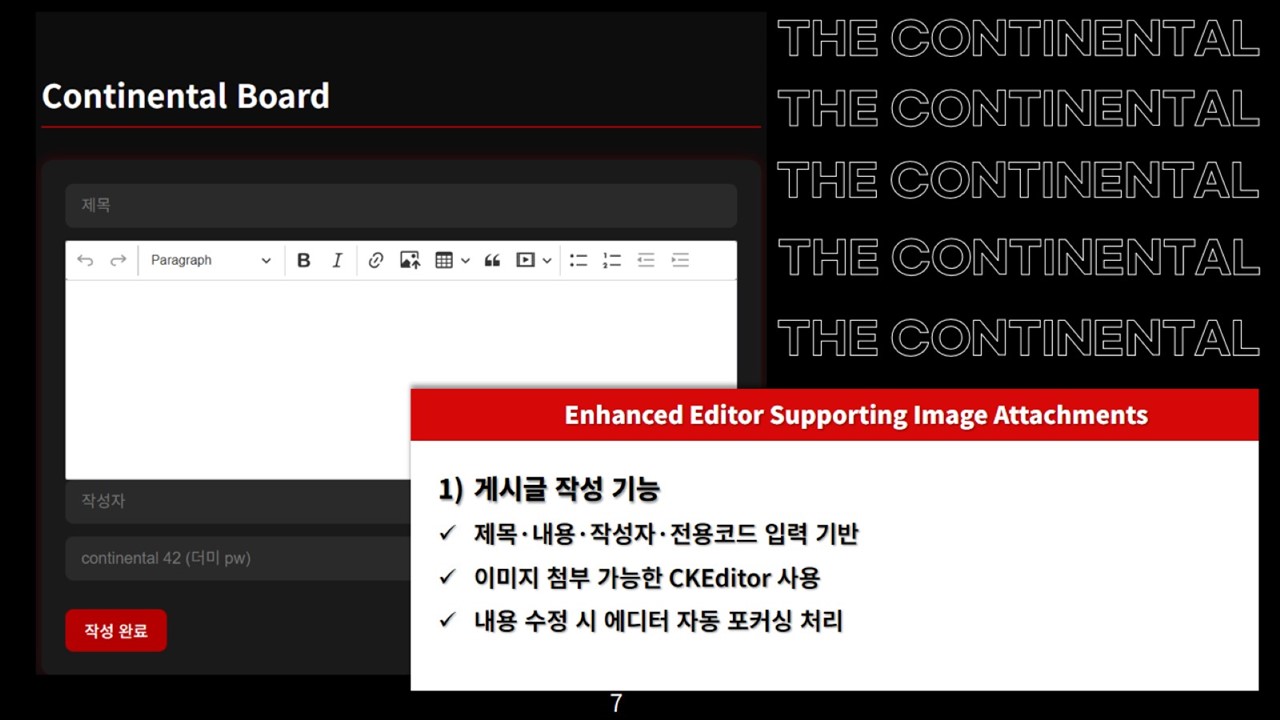 Continental Board
제목
Paragraph
작성자
continental 42 (더미 pw)
작성 완료
THE CONTINENTAL
THE CONTINENTAL
THE CONTINENTAL
THE CONTINENTAL
THE CONTINENTAL
Enhanced Editor Supporting Image Attachments
1) 게시글 작성 기능
✓ 제목·내용·작성자·전용코드 입력 기반
✓ 이미지 첨부 가능한 CKEditor 사용
✓ 내용 수정 시 에디터 자동 포커싱 처리
7